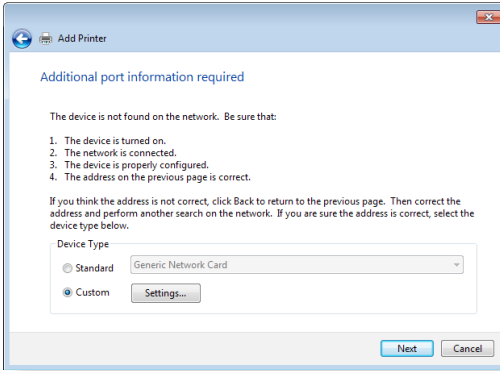 Add Printer
Additional port information required
The device is not found on the network.  Be sure that:
1.  The device is turned on.
2.  The network is connected.
3.  The device is properly configured.
4.  The address on the previous page is correct.
If you think the address is not correct, click Back to return to the previous page.  Then correct the
address and perform another search on the network.  If you are sure the address is correct, select the
device type below.
Device Type
Standard Generic Network Card
Custom Settings...
Next Cancel